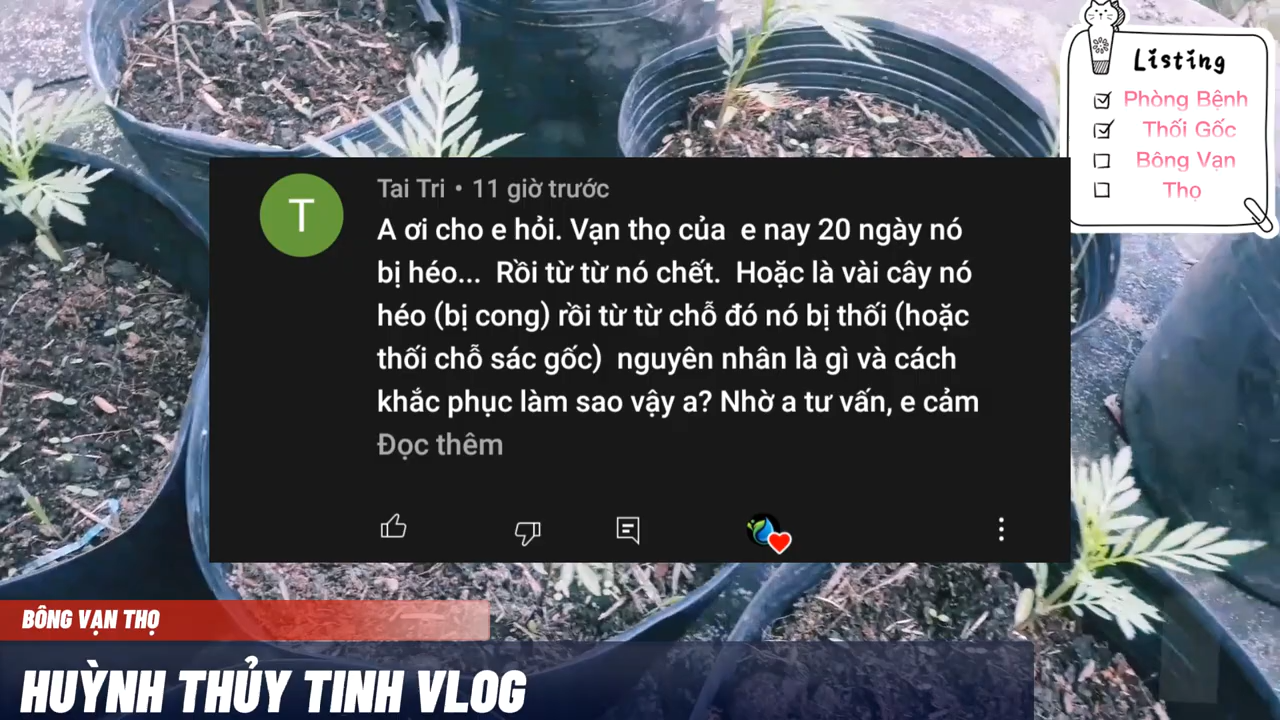 Listing
Phòng Bệnh
Thối Gốc
Bông Vạn
Thọ
T
Tai Tri • 11 giờ trước
A ơi cho e hỏi. Vạn thọ của e nay 20 ngày nó
bị héo... Rồi từ từ nó chết. Hoặc là vài cây nó
héo (bị cong) rồi từ từ chỗ đó nó bị thối (hoặc
thối chỗ sác gốc) nguyên nhân là gì và cách
khắc phục làm sao vậy a? Nhờ a tư vấn, e cảm
Đọc thêm
BÔNG VẠN THỌ
HUỲNH THỦY TINH VLOG